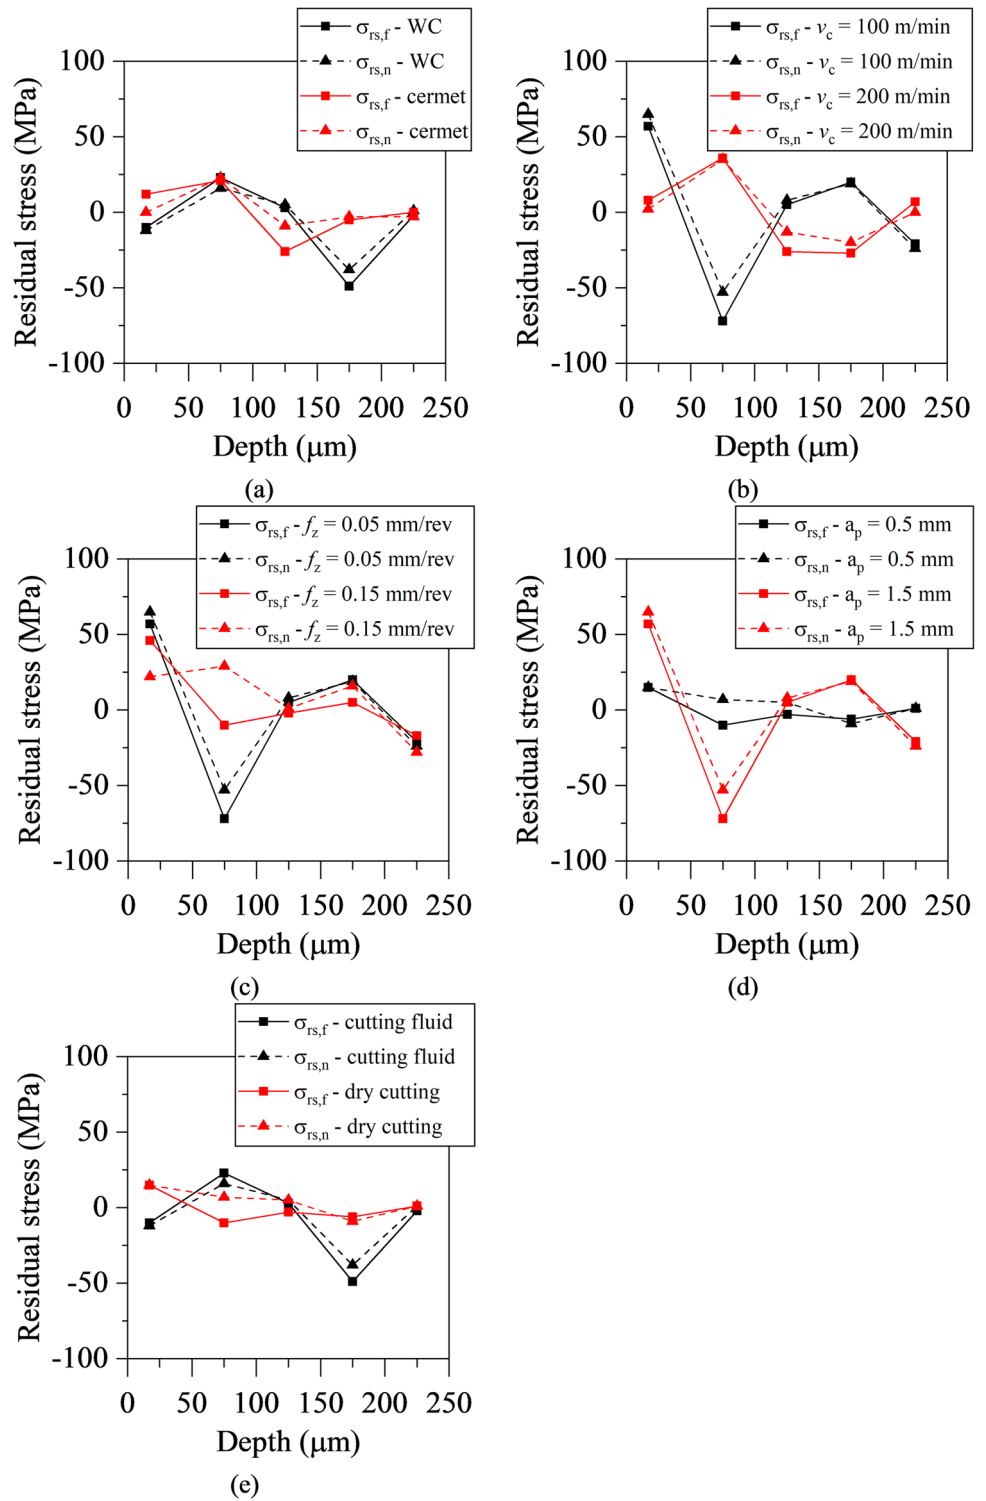 σrs,f - WC
σrs,n - WC
σrs,f - cermet
σrs,n - cermet
100
50
0
-50
-100
Residual stress (MPa)
0 50 100 150 200 250
Depth (μm)
(a)
σrs,f - vc = 100 m/min
σrs,n - vc = 100 m/min
σrs,f - vc = 200 m/min
σrs,n - vc = 200 m/min
100
50
0
-50
-100
Residual stress (MPa)
0 50 100 150 200 250
Depth (μm)
(b)
σrs,f - fz = 0.05 mm/rev
σrs,n - fz = 0.05 mm/rev
σrs,f - fz = 0.15 mm/rev
σrs,n - fz = 0.15 mm/rev
100
50
0
-50
-100
Residual stress (MPa)
0 50 100 150 200 250
Depth (μm)
(c)
σrs,f - ap = 0.5 mm
σrs,n - ap = 0.5 mm
σrs,f - ap = 1.5 mm
σrs,n - ap = 1.5 mm
100
50
0
-50
-100
Residual stress (MPa)
0 50 100 150 200 250
Depth (μm)
(d)
σrs,f - cutting fluid
σrs,n - cutting fluid
σrs,f - dry cutting
σrs,n - dry cutting
100
50
0
-50
-100
Residual stress (MPa)
0 50 100 150 200 250
Depth (μm)
(e)